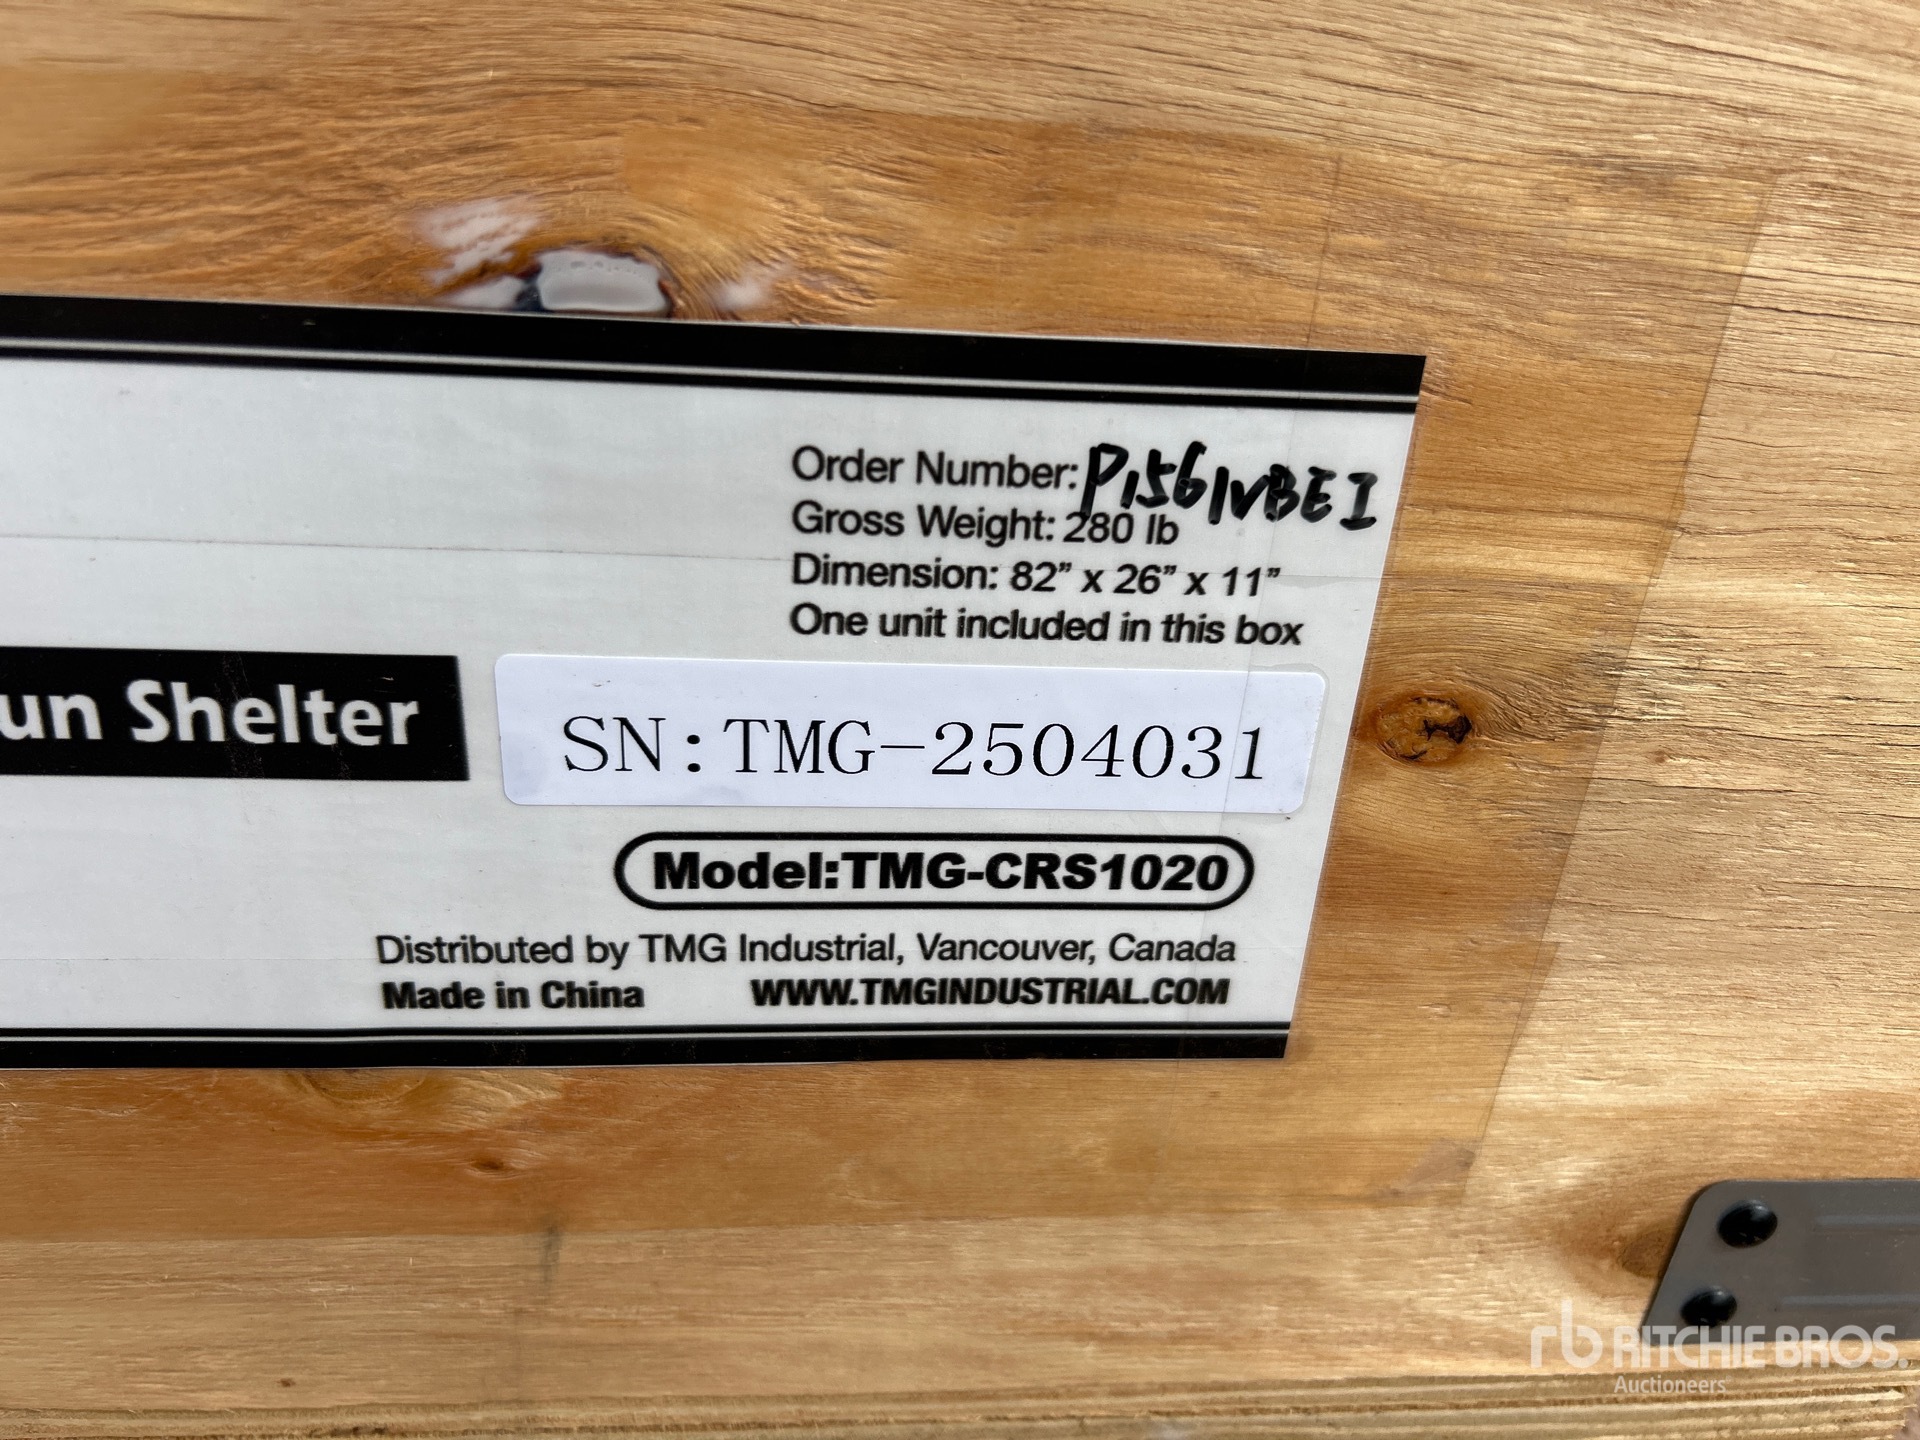 Order Number: P1561VBEI
Gross Weight: 280 lb
Dimension: 82” x 26” x 11”
One unit included in this box
un Shelter
SN:TMG-2504031
Model:TMG-CRS1020
Distributed by TMG Industrial, Vancouver, Canada
Made in China WWW.TMGINDUSTRIAL.COM
rb RITCHIE BROS.
Auctioneers